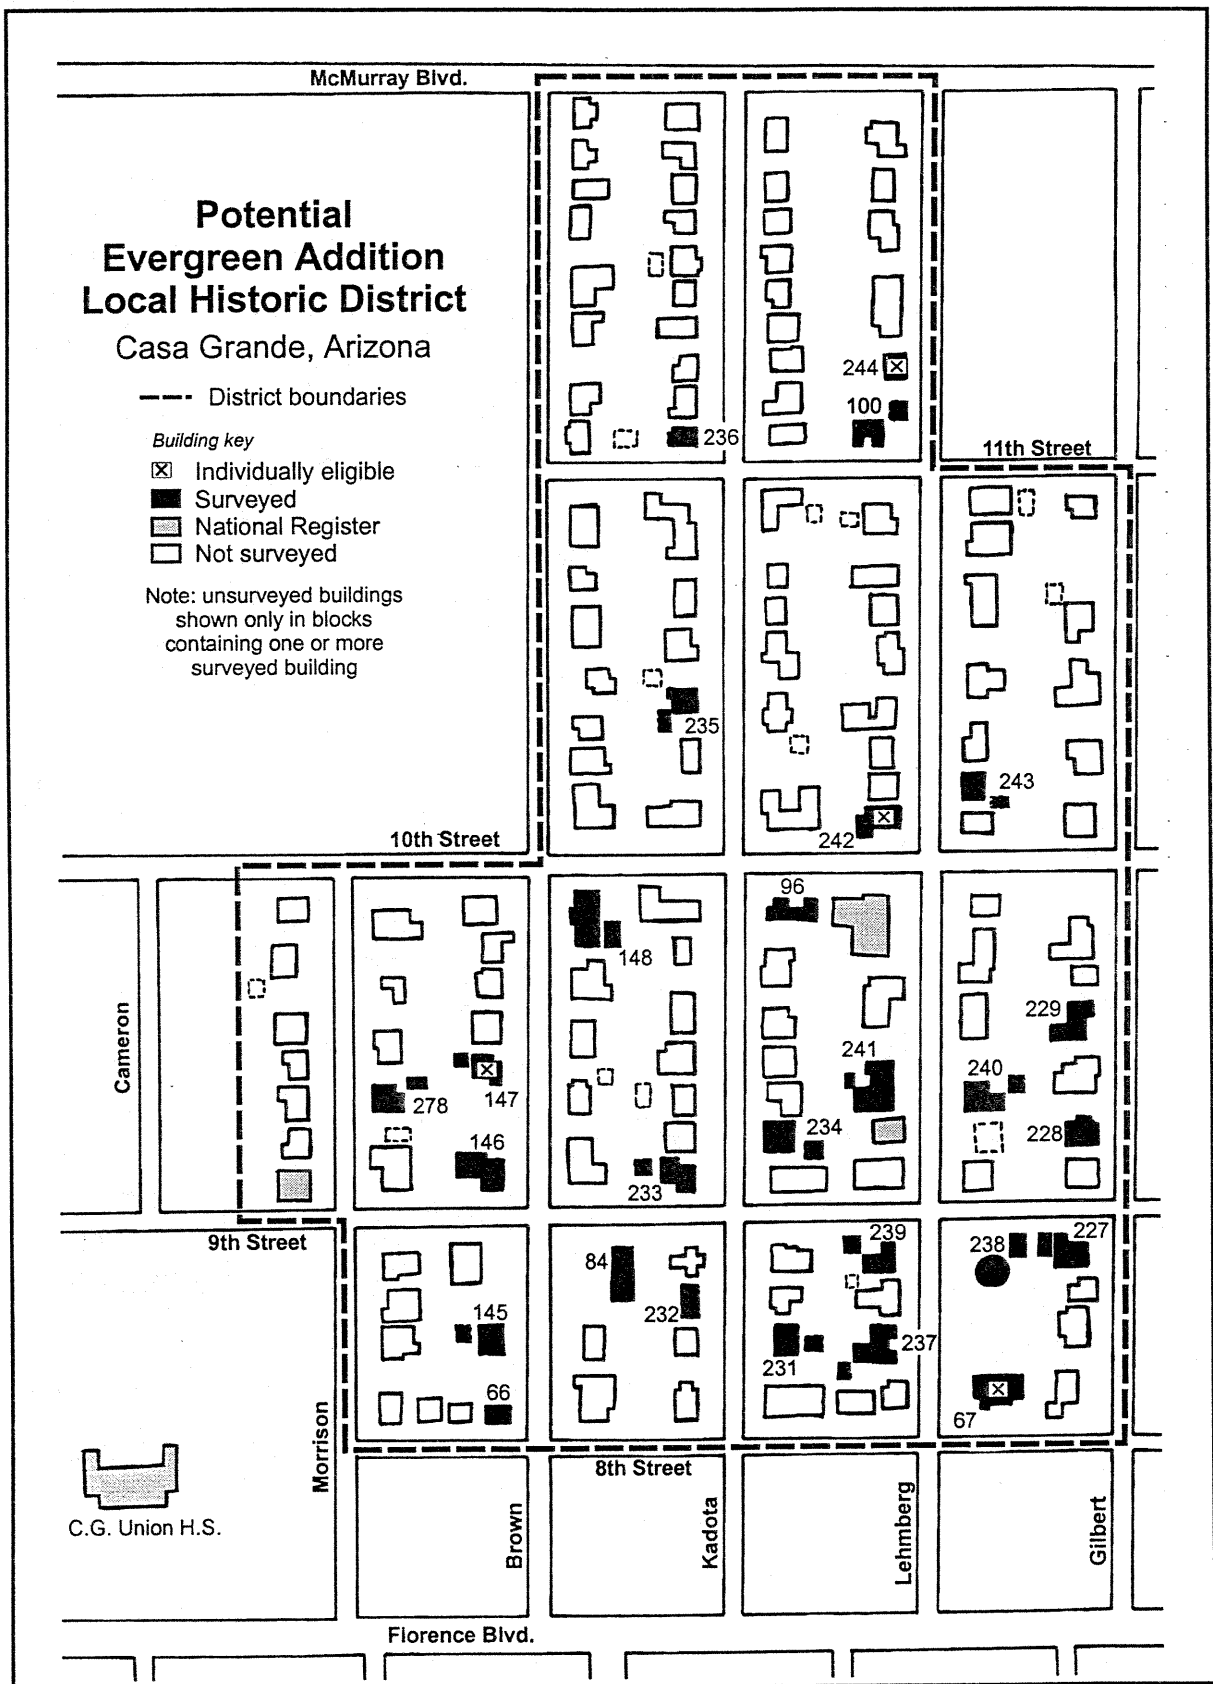 McMurray Blvd.
Potential
Evergreen Addition
Local Historic District
Casa Grande, Arizona
District boundaries
Building key
Individually eligible
Surveyed
National Register
Not surveyed
Note: unsurveyed buildings
shown only in blocks
containing one or more
surveyed building
244
100
236
11th Street
235
243
242
10th Street
96
148
229
Cameron
241
240
278
147
234
228
146
233
9th Street
239
238
227
84
232
145
237
231
66
67
Morrison
8th Street
C.G. Union H.S.
Brown
Kadota
Lehmberg
Gilbert
Florence Blvd.